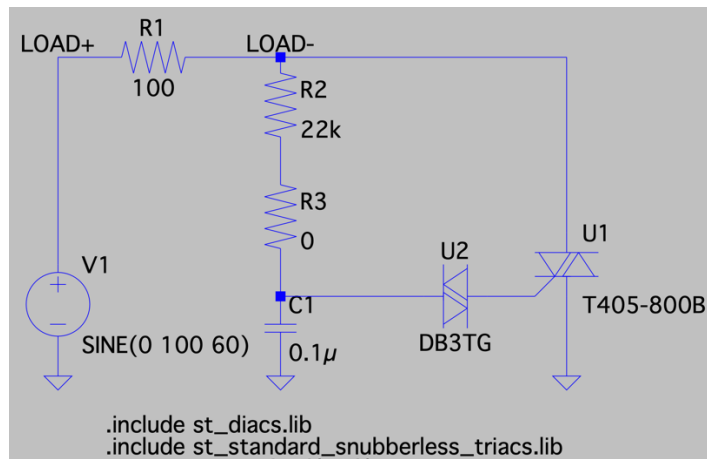 R1
LOAD+
LOAD-
100
R2
22k
R3
0
U1
U2
V1
C1
T405-800B
SINE(0 100 60)
0.1µ
DB3TG
.include st_diacs.lib
.include st_standard_snubberless_triacs.lib